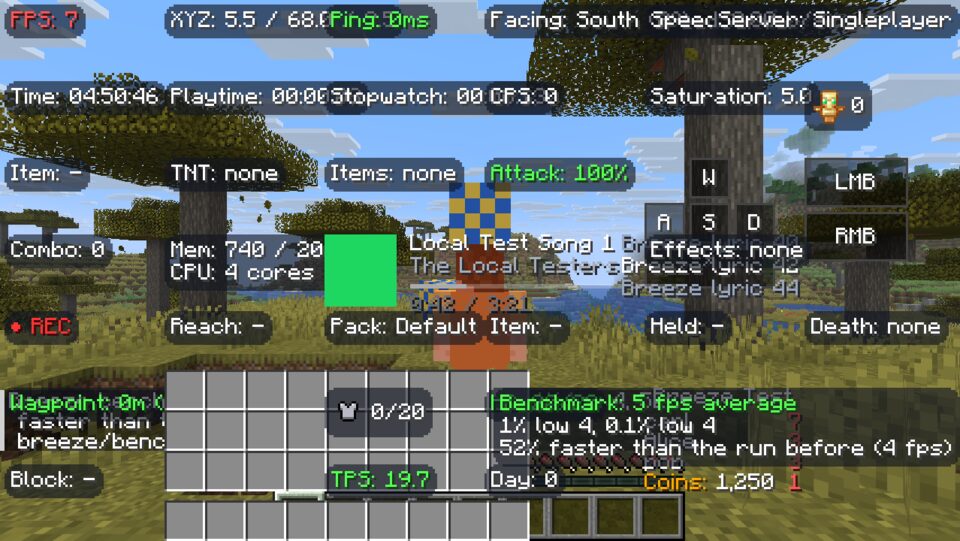 FPS: 7
XYZ: 5.5 / 68.0
Ping: 0ms
Facing: South
Speed
Server: Singleplayer
Time: 04:50:46
Playtime: 00:00
Stopwatch: 00
CPS: 0
Saturation: 5.0
0
Item: -
TNT: none
Items: none
Attack: 100%
W
LMB
A S D
RMB
Combo: 0
Mem: 740 / 20
CPU: 4 cores
Local Test Song 1
The Local Testers
9:42 / 3:21
Effects: none
Breeze lyric 42
Breeze lyric 44
REC
Reach: -
Pack: Default
Item: -
Held: -
Death: none
Waypoint: 0m
faster than
breeze/benc
0/20
Benchmark: 5 fps average
1% low 4, 0.1% low 4
52% faster than the run before (4 fps)
Block: -
TPS: 19.7
Day: 0
Coins: 1,250
1